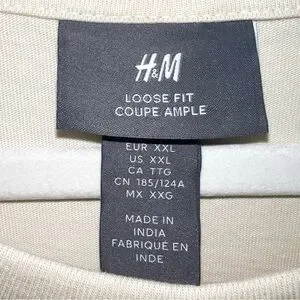 H&M
LOOSE FIT
COUPE AMPLE
EUR XXL
US XXL
CA TTG
CN 185/124A
MX XXG
MADE IN
INDIA
FABRIQUÉ EN
INDE